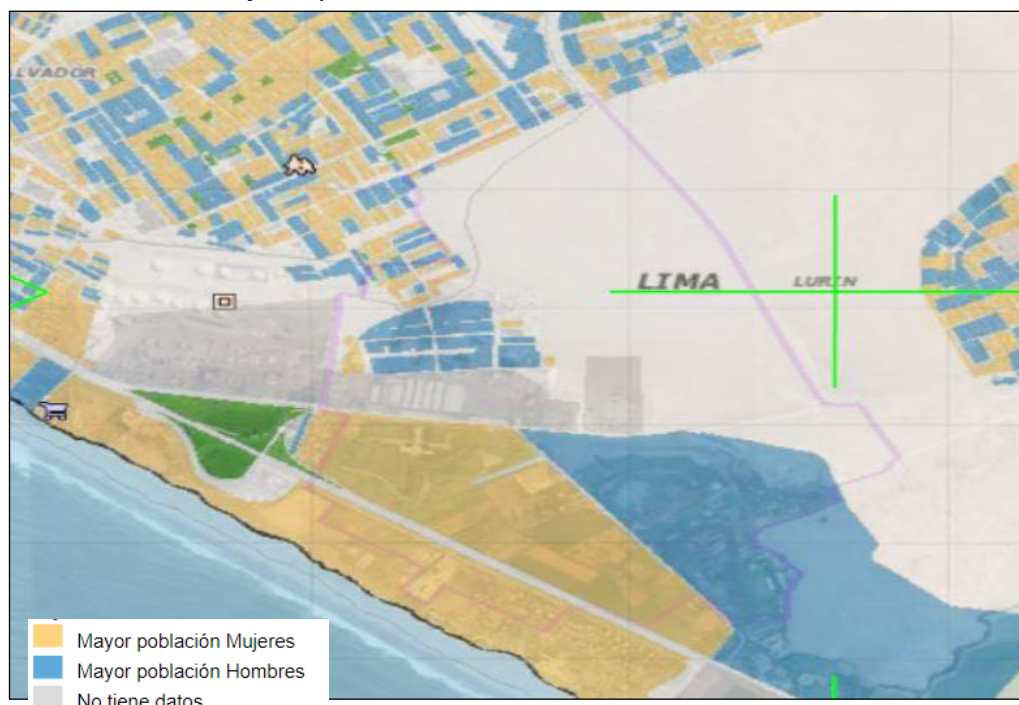 LVADOR
LIMA
LURIN
Mayor población Mujeres
Mayor población Hombres
No tiene datos